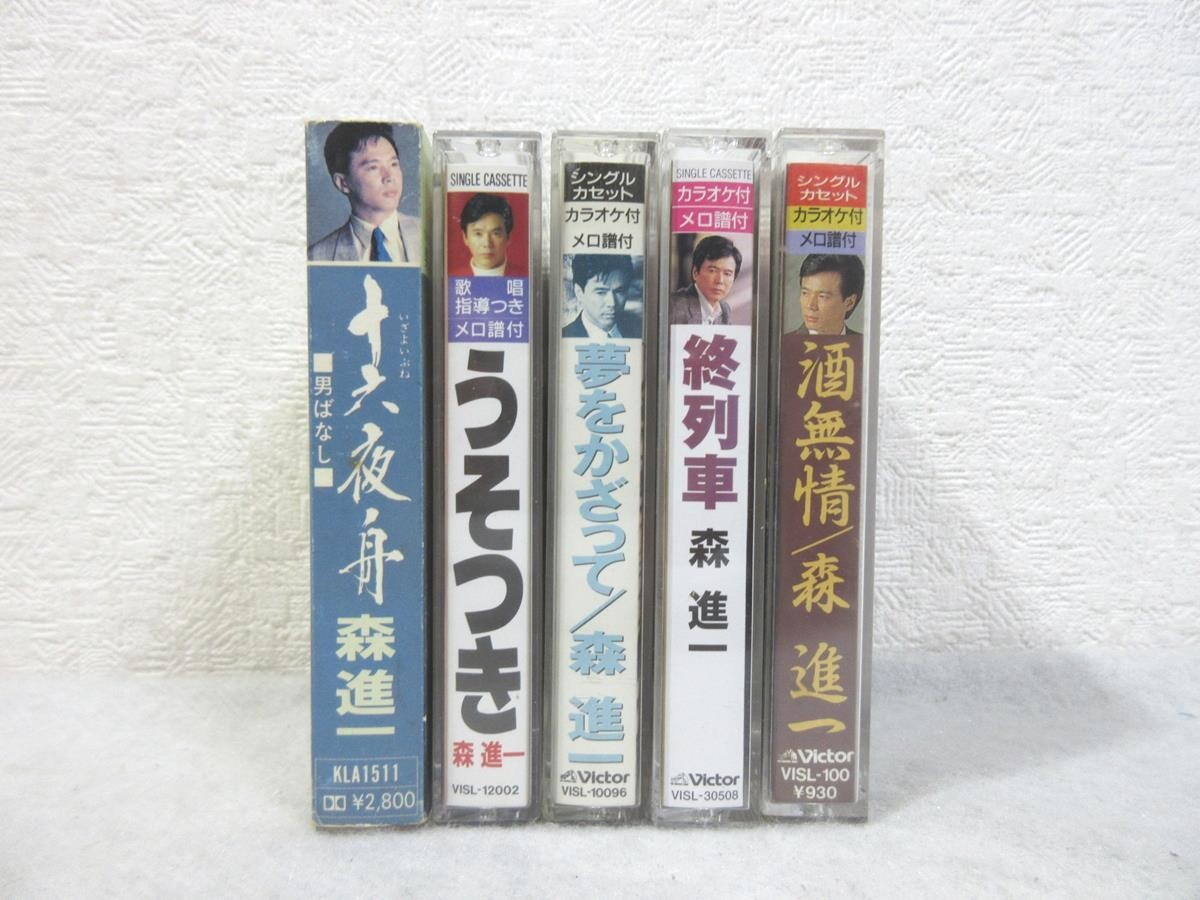 十六夜舟
いざよいぶね
■男ばなし■
森進一
KLA1511
¥2,800
SINGLE CASSETTE
歌 唱
指導つき
メロ譜付
うそつき
森進一
VISL-12002
シングル
カセット
カラオケ付
メロ譜付
夢をかざって/森 進一
Victor
VISL-10096
SINGLE CASSETTE
カラオケ付
メロ譜付
終列車
森 進一
Victor
VISL-30508
シングル
カセット
カラオケ付
メロ譜付
酒無情/森 進一
Victor
VISL-100
¥930